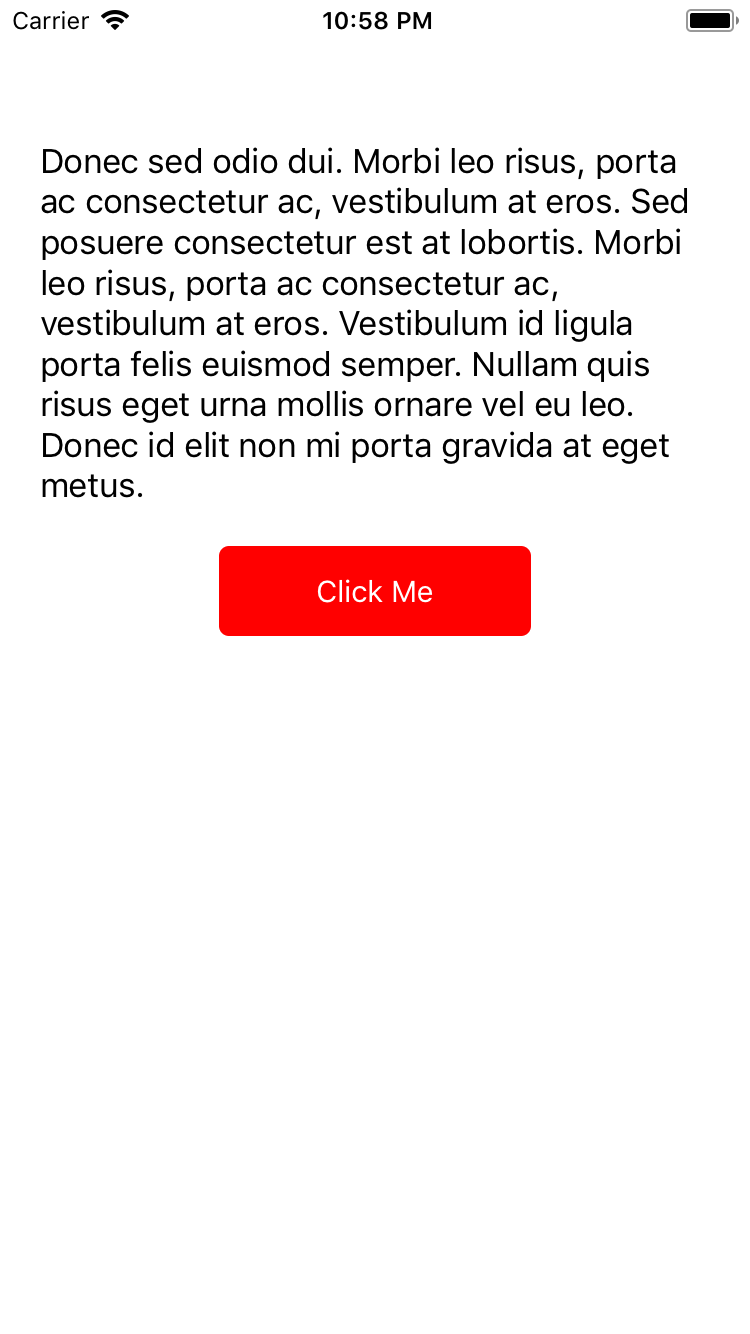 Carrier 10:58 PM
Donec sed odio dui. Morbi leo risus, porta
ac consectetur ac, vestibulum at eros. Sed
posuere consectetur est at lobortis. Morbi
leo risus, porta ac consectetur ac,
vestibulum at eros. Vestibulum id ligula
porta felis euismod semper. Nullam quis
risus eget urna mollis ornare vel eu leo.
Donec id elit non mi porta gravida at eget
metus.
Click Me